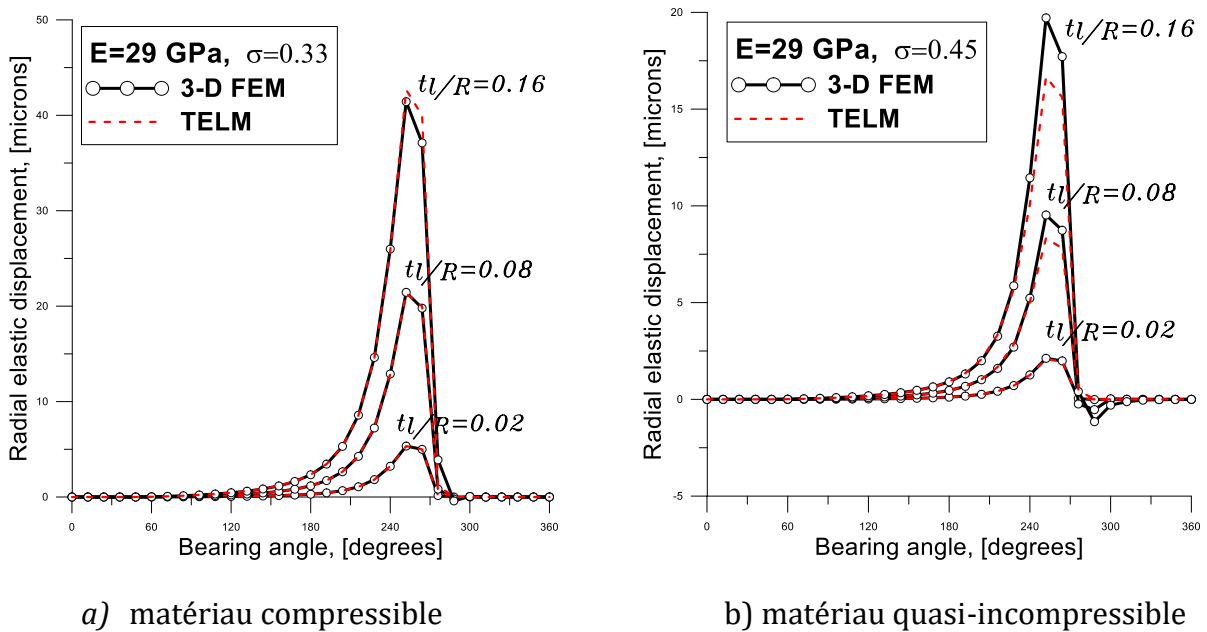 50
40
30
20
10
0
Radial elastic displacement, [microns]
E=29 GPa, σ=0.33
3-D FEM
TELM
tl/R=0.16
tl/R=0.08
tl/R=0.02
0 60 120 180 240 300 360
Bearing angle, [degrees]
a) matériau compressible
20
15
10
5
0
-5
Radial elastic displacement, [microns]
E=29 GPa, σ=0.45
3-D FEM
TELM
tl/R=0.16
tl/R=0.08
tl/R=0.02
0 60 120 180 240 300 360
Bearing angle, [degrees]
b) matériau quasi-incompressible